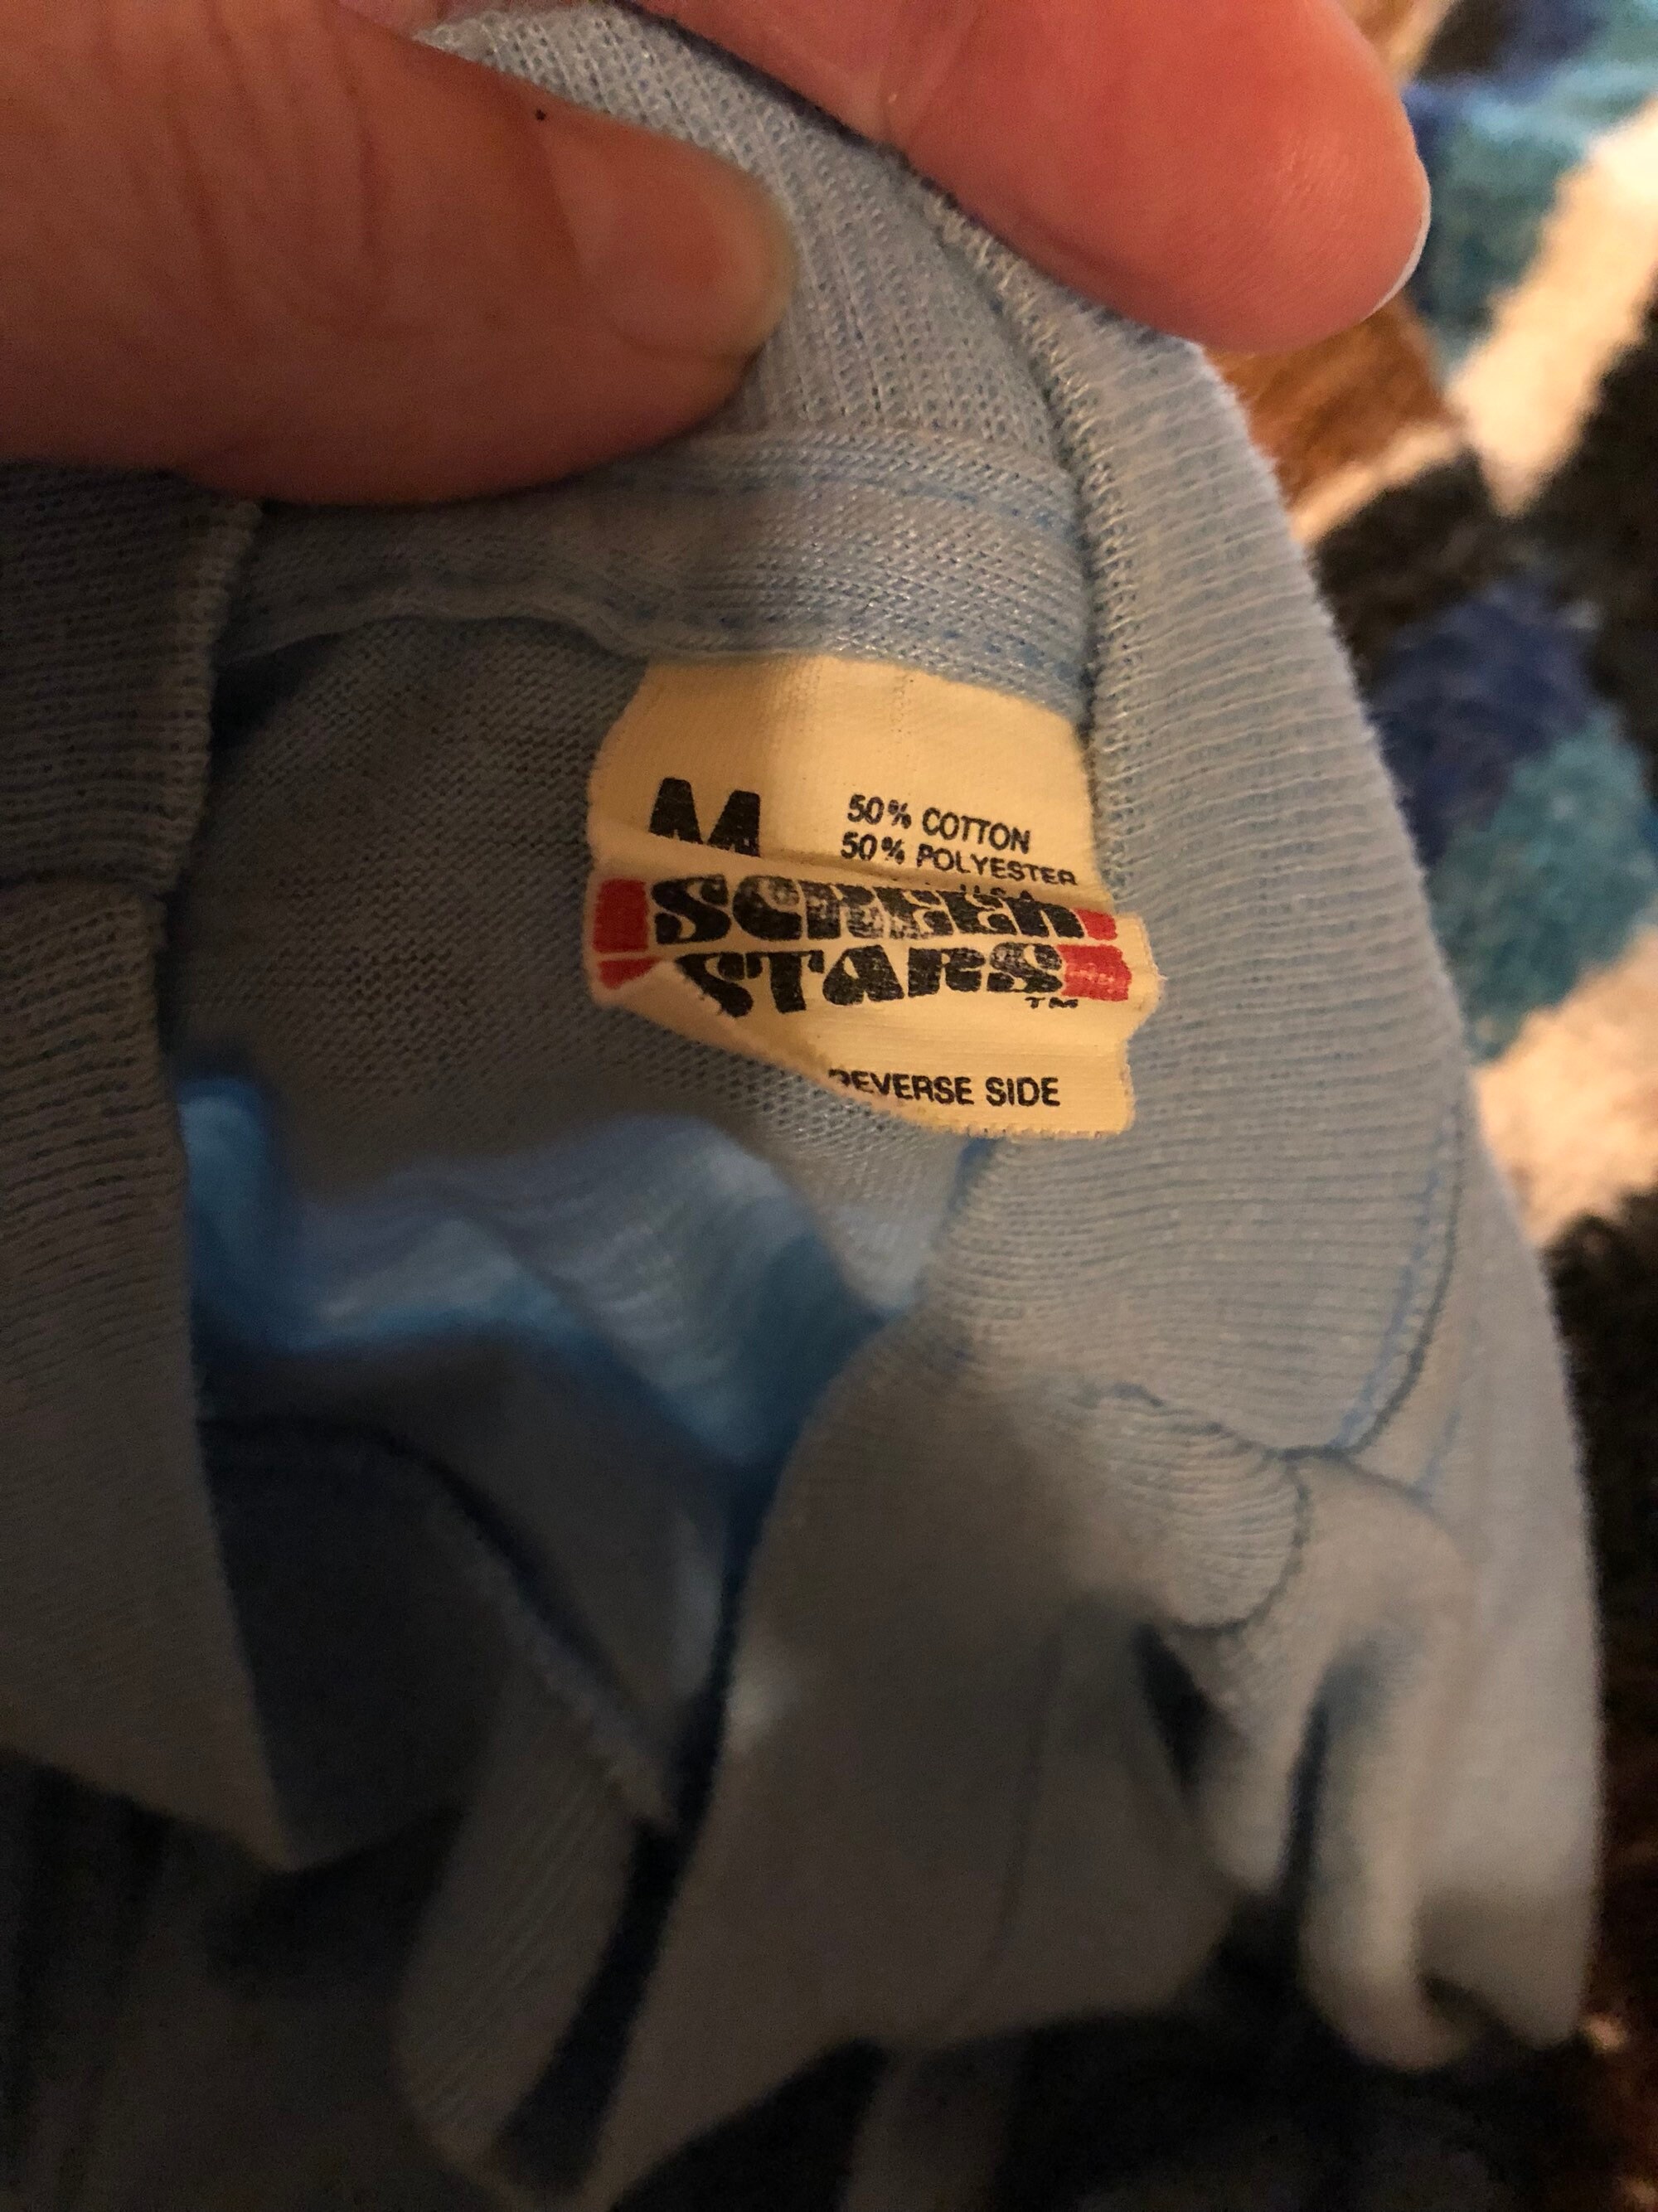 M
50% COTTON
50% POLYESTER
U.S.A.
SCREEN
STARS
TM
REVERSE SIDE